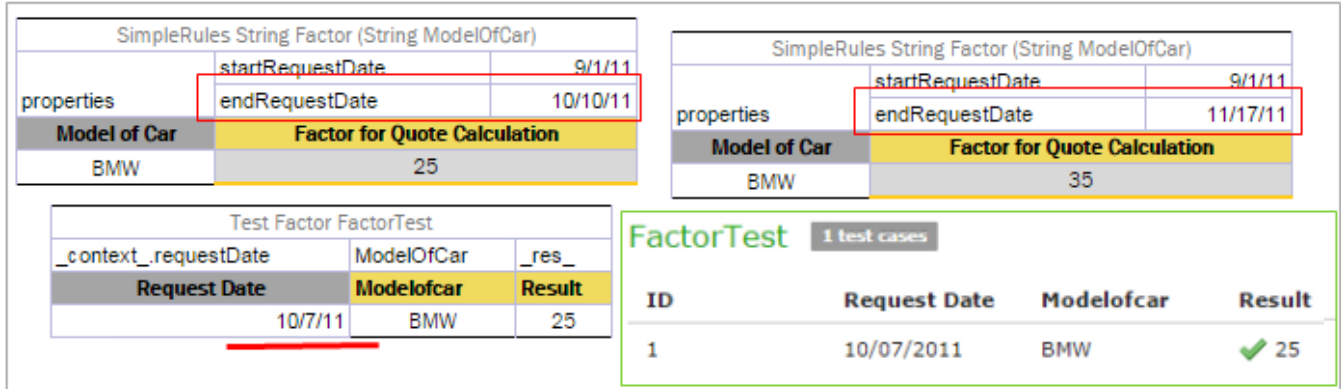 SimpleRules String Factor (String ModelOfCar)
startRequestDate 9/1/11
properties endRequestDate 10/10/11
Model of Car Factor for Quote Calculation
BMW 25
SimpleRules String Factor (String ModelOfCar)
startRequestDate 9/1/11
properties endRequestDate 11/17/11
Model of Car Factor for Quote Calculation
BMW 35
Test Factor FactorTest
_context_.requestDate ModelOfCar _res_
Request Date Modelofcar Result
10/7/11 BMW 25
FactorTest 1 test cases
ID Request Date Modelofcar Result
1 10/07/2011 BMW 25